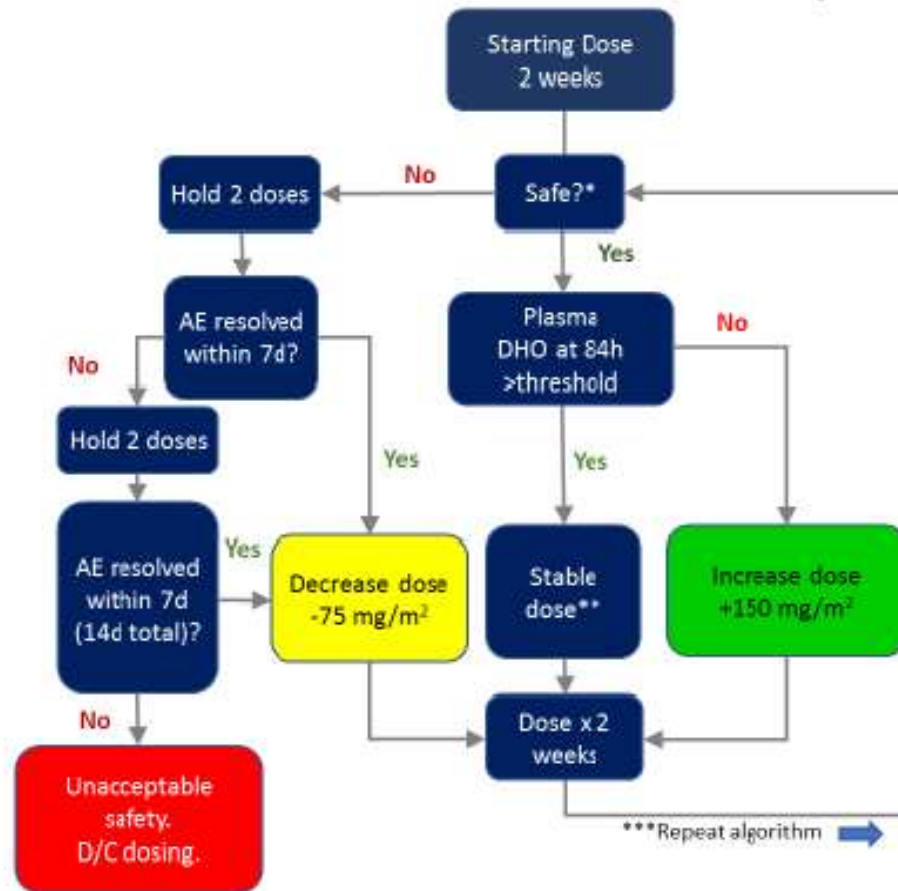 Starting Dose
2 weeks
No
Hold 2 doses
Safe?*
Yes
AE resolved
within 7d?
Plasma
DHO at 84h
>threshold
No
No
Hold 2 doses
Yes
Yes
AE resolved
within 7d
(14d total)?
Yes
Decrease dose
-75 mg/m²
Stable
dose**
Increase dose
+150 mg/m²
No
Dose x 2
weeks
Unacceptable
safety.
D/C dosing.
***Repeat algorithm